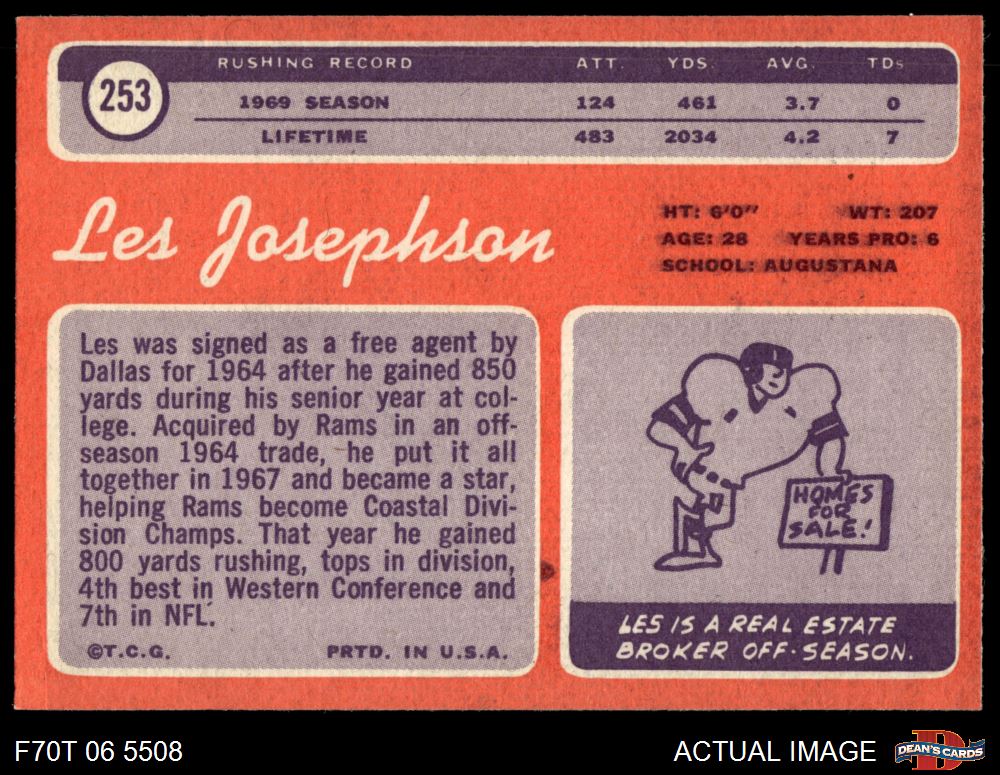 253
RUSHING RECORD ATT. YDS. AVG. TDS
1969 SEASON 124 461 3.7 0
LIFETIME 483 2034 4.2 7
Les Josephson
HT: 6'0" WT: 207
AGE: 28 YEARS PRO: 6
SCHOOL: AUGUSTANA
Les was signed as a free agent by
Dallas for 1964 after he gained 850
yards during his senior year at col-
lege. Acquired by Rams in an off-
season 1964 trade, he put it all
together in 1967 and became a star,
helping Rams become Coastal Divi-
sion Champs. That year he gained
800 yards rushing, tops in division,
4th best in Western Conference and
7th in NFL.
©T.C.G. PRTD. IN U.S.A.
HOMES
FOR
SALE!
LES IS A REAL ESTATE
BROKER OFF-SEASON.
F70T 06 5508
ACTUAL IMAGE
DEAN'S CARDS